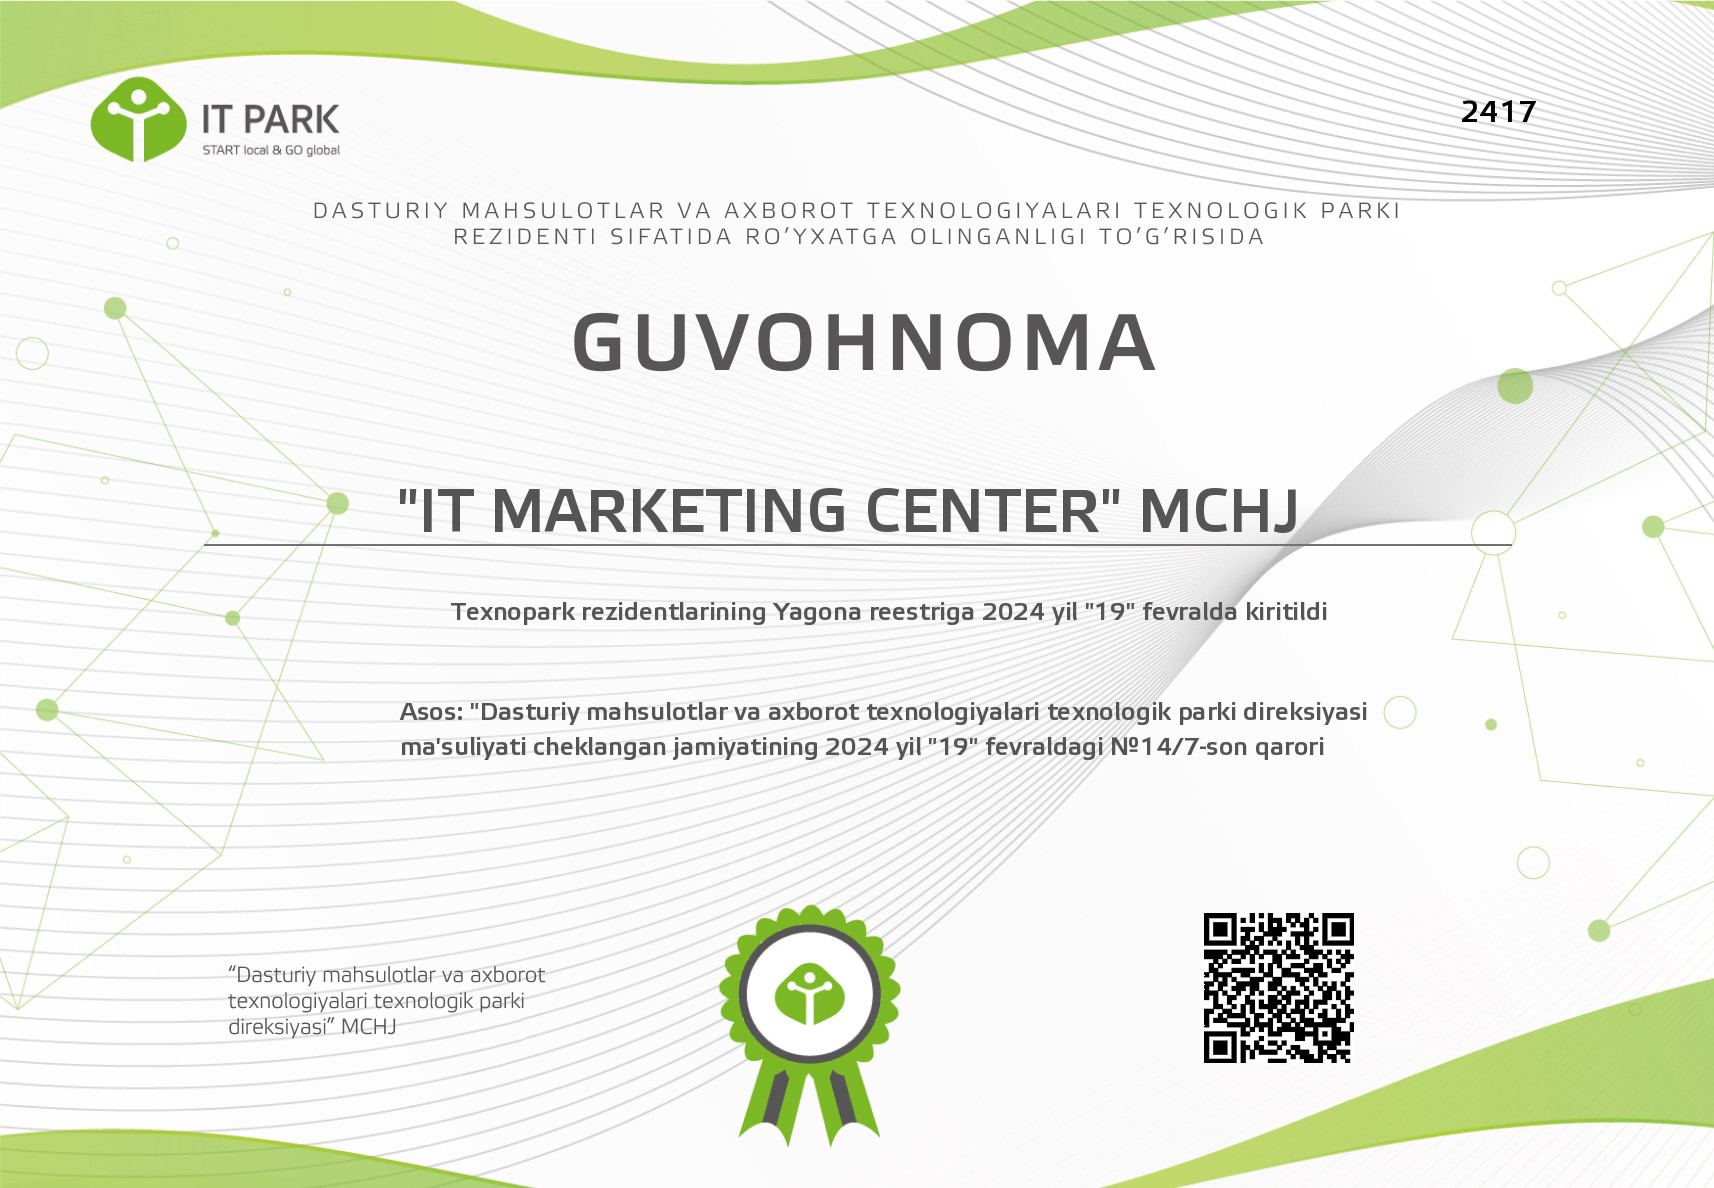 IT PARK
START local & GO global
2417
DASTURIY MAHSULOTLAR VA AXBOROT TEXNOLOGIYALARI TEXNOLOGIK PARKI
REZIDENTI SIFATIDA RO’YXATGA OLINGANLIGI TO’G’RISIDA
GUVOHNOMA
"IT MARKETING CENTER" MCHJ
Texnopark rezidentlarining Yagona reestriga 2024 yil "19" fevralda kiritildi
Asos: "Dasturiy mahsulotlar va axborot texnologiyalari texnologik parki direksiyasi
ma'suliyati cheklangan jamiyatining 2024 yil "19" fevraldagi №14/7-son qarori
“Dasturiy mahsulotlar va axborot
texnologiyalari texnologik parki
direksiyasi” MCHJ